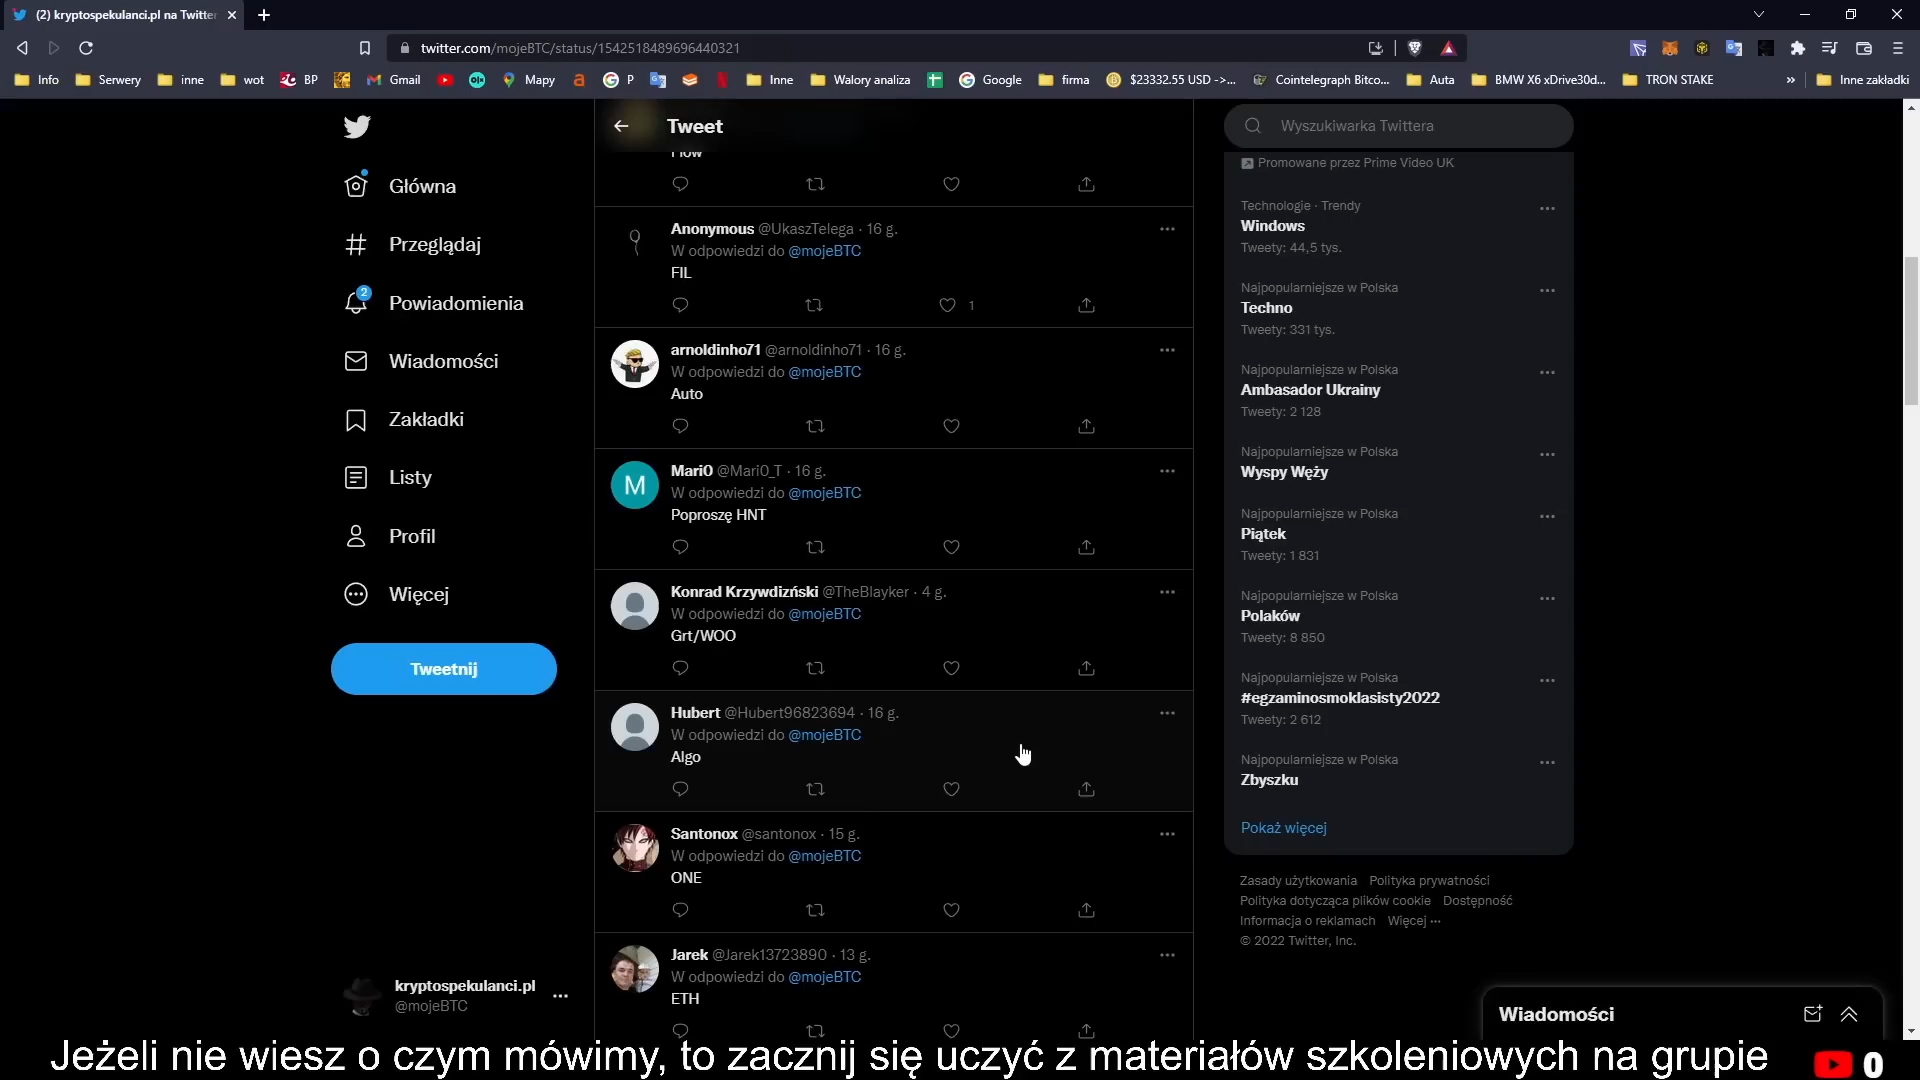 (2) kryptospekulanci.pl na Twitter
twitter.com/mojeBTC/status/1542518489696440321
Info
Serwery
inne
wot
BP
Gmail
Mapy
P
Inne
Walory analiza
Google
firma
$23332.55 USD ->...
Cointelegraph Bitco...
Auta
BMW X6 xDrive30d...
TRON STAKE
Inne zakładki
Główna
Przeglądaj
2
Powiadomienia
Wiadomości
Zakładki
Listy
Profil
Więcej
Tweetnij
kryptospekulanci.pl
@mojeBTC
Tweet
Flow
Anonymous @UkaszTelega · 16 g.
W odpowiedzi do @mojeBTC
FIL
1
arnoldinho71 @arnoldinho71 · 16 g.
W odpowiedzi do @mojeBTC
Auto
M
Mari0 @Mari0_T · 16 g.
W odpowiedzi do @mojeBTC
Poproszę HNT
Konrad Krzywdizński @TheBlayker · 4 g.
W odpowiedzi do @mojeBTC
Grt/WOO
Hubert @Hubert96823694 · 16 g.
W odpowiedzi do @mojeBTC
Algo
Santonox @santonox · 15 g.
W odpowiedzi do @mojeBTC
ONE
Jarek @Jarek13723890 · 13 g.
W odpowiedzi do @mojeBTC
ETH
Wyszukiwarka Twittera
Promowane przez Prime Video UK
Technologie · Trendy
Windows
Tweety: 44,5 tys.
Najpopularniejsze w Polska
Techno
Tweety: 331 tys.
Najpopularniejsze w Polska
Ambasador Ukrainy
Tweety: 2 128
Najpopularniejsze w Polska
Wyspy Węży
Najpopularniejsze w Polska
Piątek
Tweety: 1 831
Najpopularniejsze w Polska
Polaków
Tweety: 8 850
Najpopularniejsze w Polska
#egzaminosmoklasisty2022
Tweety: 2 612
Najpopularniejsze w Polska
Zbyszku
Pokaż więcej
Zasady użytkowania Polityka prywatności
Polityka dotycząca plików cookie Dostępność
Informacja o reklamach Więcej ···
© 2022 Twitter, Inc.
Wiadomości
Jeżeli nie wiesz o czym mówimy, to zacznij się uczyć z materiałów szkoleniowych na grupie
0